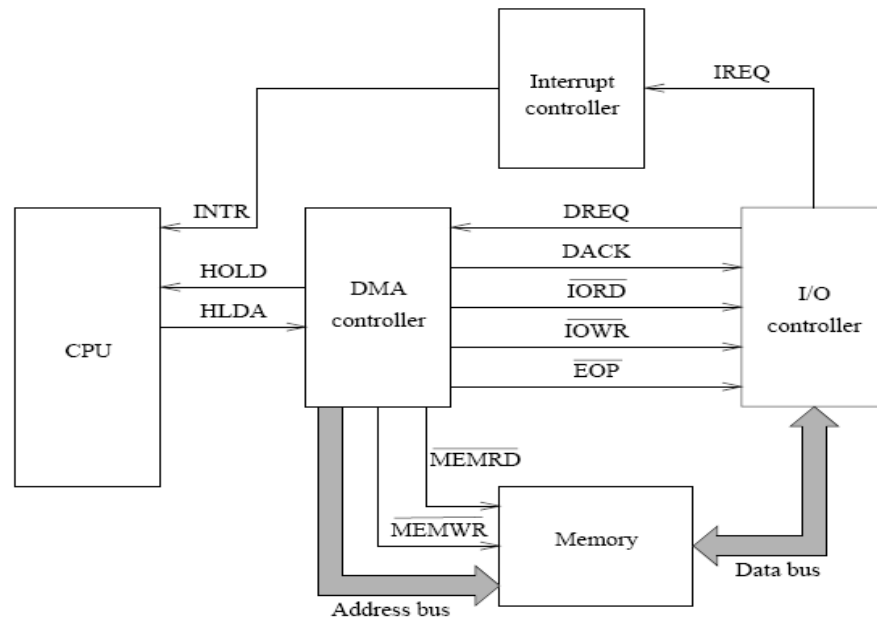 Interrupt
controller
IREQ
INTR
DREQ
DACK
HOLD
HLDA
CPU
DMA
controller
IORD
IOWR
EOP
I/O
controller
MEMRD
MEMWR
Memory
Data bus
Address bus